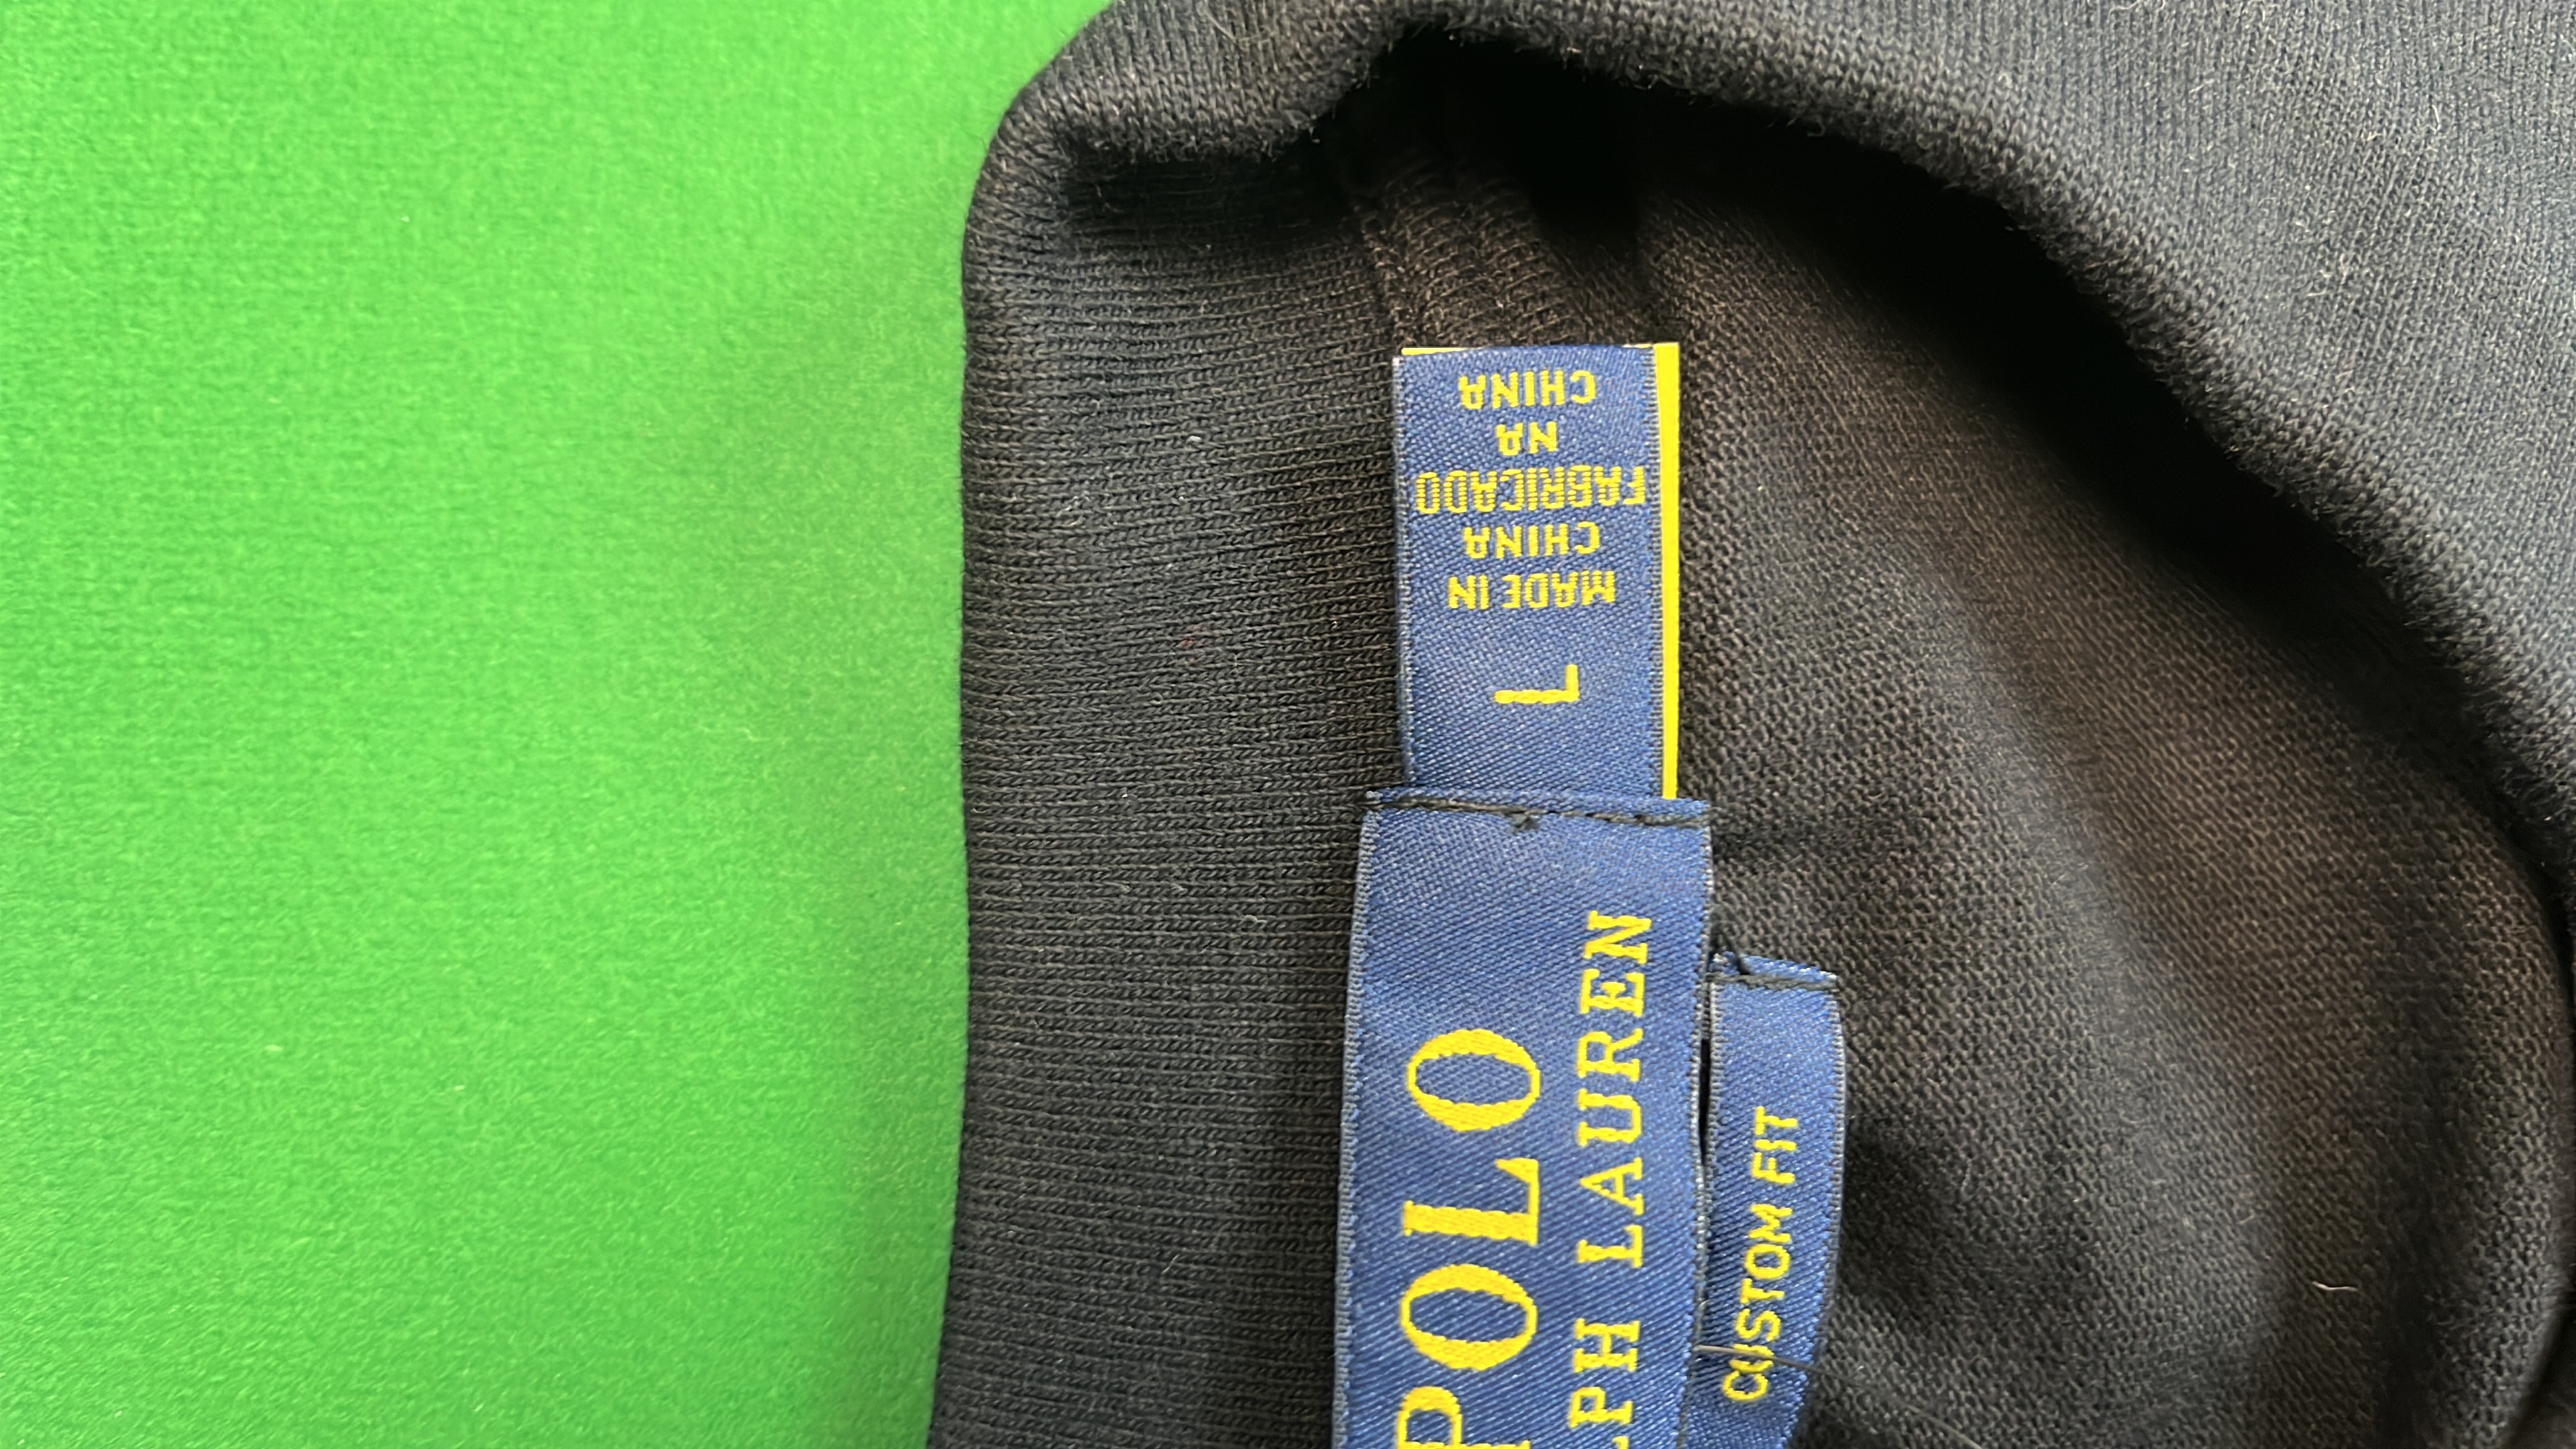 POLO
LPH LAUREN
CUSTOM FIT
L
MADE IN
CHINA
FABRICADO
NA
CHINA